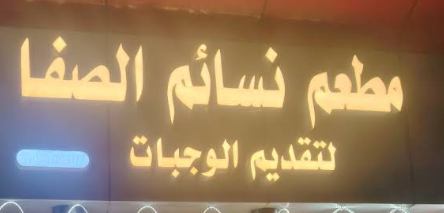 مطعم نسائم الصفا
لتقديم الوجبات